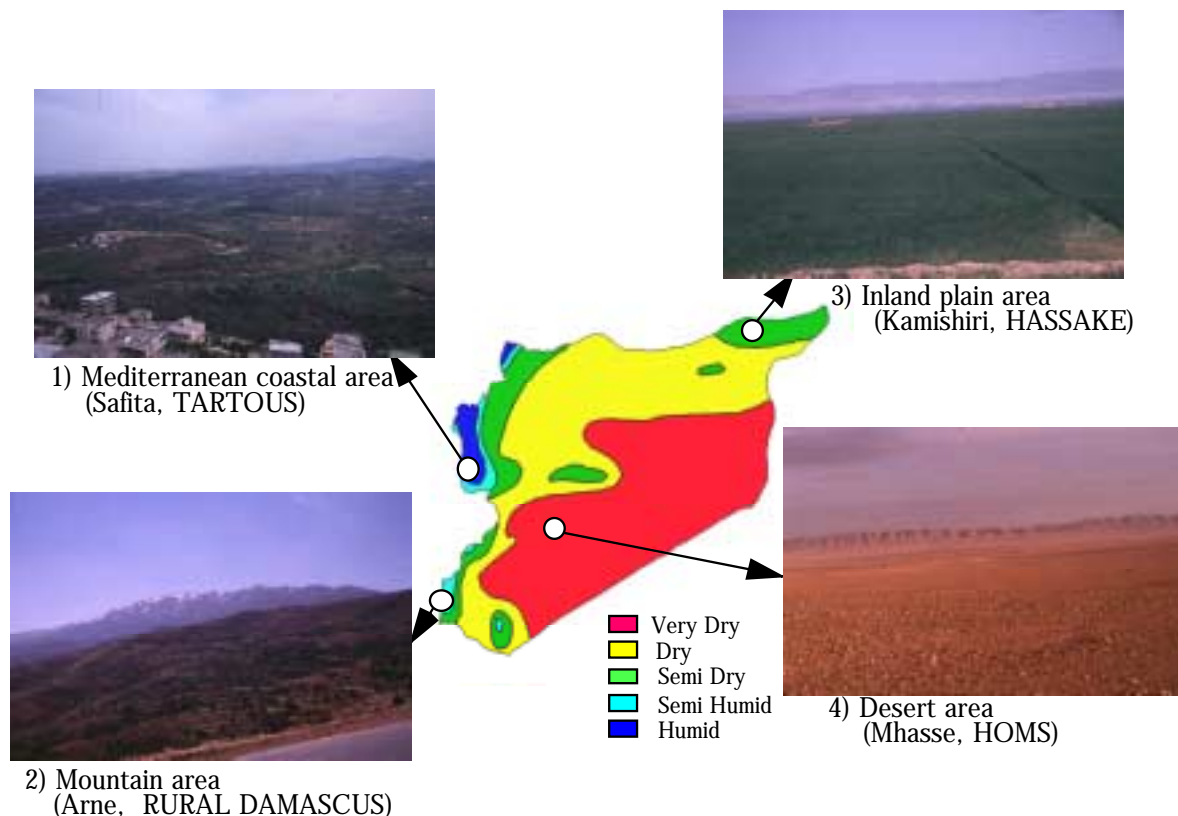 1) Mediterranean coastal area
(Safita, TARTOUS)
2) Mountain area
(Arne, RURAL DAMASCUS)
3) Inland plain area
(Kamishiri, HASSAKE)
4) Desert area
(Mhasse, HOMS)
Very Dry
Dry
Semi Dry
Semi Humid
Humid